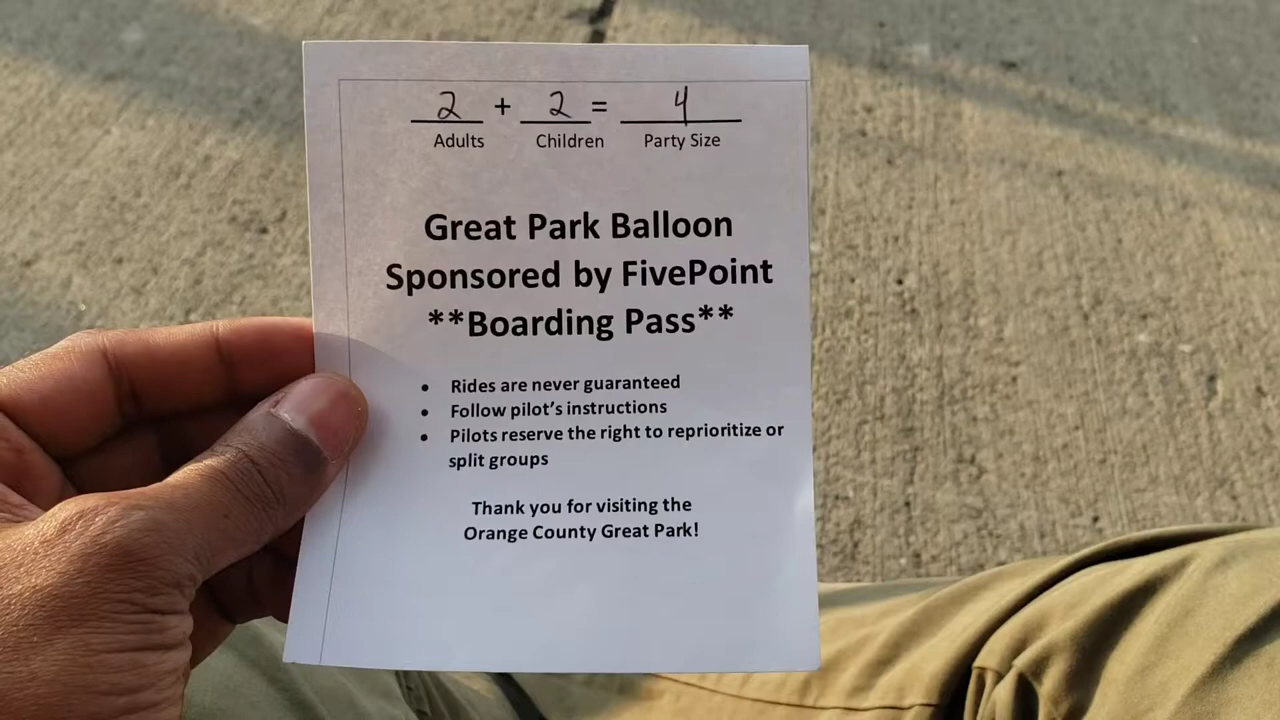 2 + 2 = 4
Adults Children Party Size
Great Park Balloon
Sponsored by FivePoint
**Boarding Pass**
• Rides are never guaranteed
• Follow pilot's instructions
• Pilots reserve the right to reprioritize or
split groups
Thank you for visiting the
Orange County Great Park!